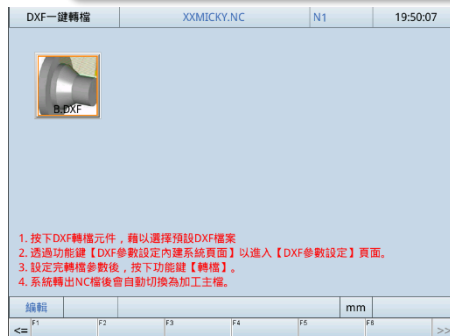 DXF一鍵轉檔 XXMICKY.NC N1 19:50:07
B.DXF
1. 按下DXF轉檔元件，藉以選擇預設DXF檔案
2. 透過功能鍵【DXF參數設定內建系統頁面】以進入【DXF參數設定】頁面。
3. 設定完轉檔參數後，按下功能鍵【轉檔】。
4. 系統轉出NC檔後會自動切換為加工主檔。
編輯 mm
<= F1 F2 F3 F4 F5 F6 >>